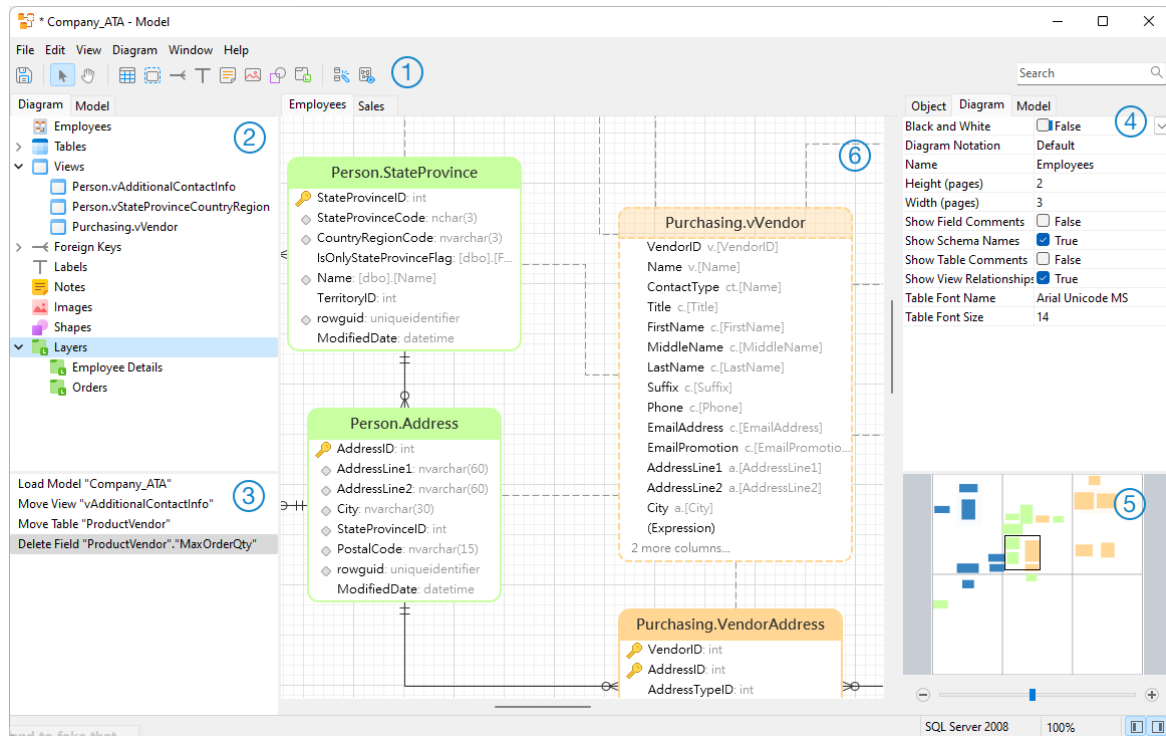 * Company_ATA - Model
File Edit View Diagram Window Help
1
Search
Diagram Model
Employees
2
Tables
Views
Person.vAdditionalContactInfo
Person.vStateProvinceCountryRegion
Purchasing.vVendor
Foreign Keys
Labels
Notes
Images
Shapes
Layers
Employee Details
Orders
Load Model "Company_ATA"
3
Move View "vAdditionalContactInfo"
Move Table "ProductVendor"
Delete Field "ProductVendor"."MaxOrderQty"
Employees Sales
6
Person.StateProvince
StateProvinceID: int
StateProvinceCode: nchar(3)
CountryRegionCode: nvarchar(3)
IsOnlyStateProvinceFlag: [dbo].[F...
Name: [dbo].[Name]
TerritoryID: int
rowguid: uniqueidentifier
ModifiedDate: datetime
Person.Address
AddressID: int
AddressLine1: nvarchar(60)
AddressLine2: nvarchar(60)
City: nvarchar(30)
StateProvinceID: int
PostalCode: nvarchar(15)
rowguid: uniqueidentifier
ModifiedDate: datetime
Purchasing.vVendor
VendorID v.[VendorID]
Name v.[Name]
ContactType ct.[Name]
Title c.[Title]
FirstName c.[FirstName]
MiddleName c.[MiddleName]
LastName c.[LastName]
Suffix c.[Suffix]
Phone c.[Phone]
EmailAddress c.[EmailAddress]
EmailPromotion c.[EmailPromotio...
AddressLine1 a.[AddressLine1]
AddressLine2 a.[AddressLine2]
City a.[City]
(Expression)
2 more columns...
Purchasing.VendorAddress
VendorID: int
AddressID: int
AddressTypeID: int
Object Diagram Model
4
Black and White False
Diagram Notation Default
Name Employees
Height (pages) 2
Width (pages) 3
Show Field Comments False
Show Schema Names True
Show Table Comments False
Show View Relationships True
Table Font Name Arial Unicode MS
Table Font Size 14
5
SQL Server 2008 100%